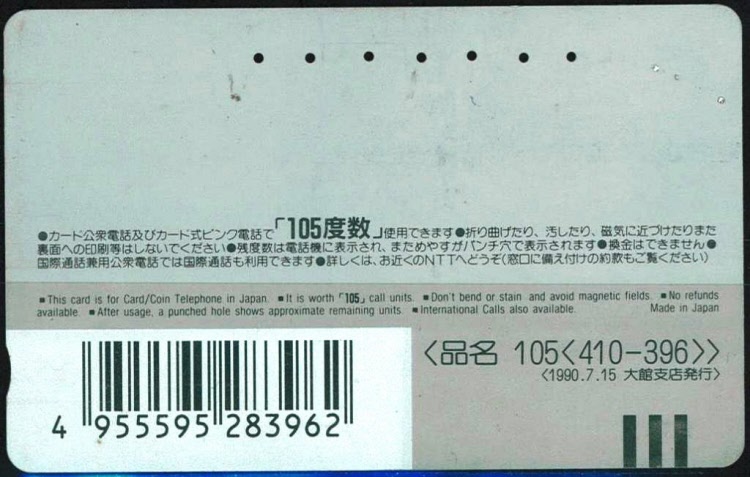 ●カード公衆電話及びカード式ピンク電話で「105度数」使用できます●折り曲げたり、汚したり、磁気に近づけたりまた
裏面への印刷等はしないでください●残度数は電話機に表示され、まためやすがパンチ穴で表示されます●換金はできません●
国際通話兼用公衆電話では国際通話も利用できます●詳しくは、お近くのNTTへどうぞ(窓口に備え付けの約款もご覧ください)
■This card is for Card/Coin Telephone in Japan. ■It is worth「105」call units. ■Don't bend or stain and avoid magnetic fields. ■No refunds
available. ■After usage, a punched hole shows approximate remaining units. ■International Calls also available. Made in Japan
〈品名 105〈410-396〉〉
〈1990.7.15 大館支店発行〉
4 955595 283962